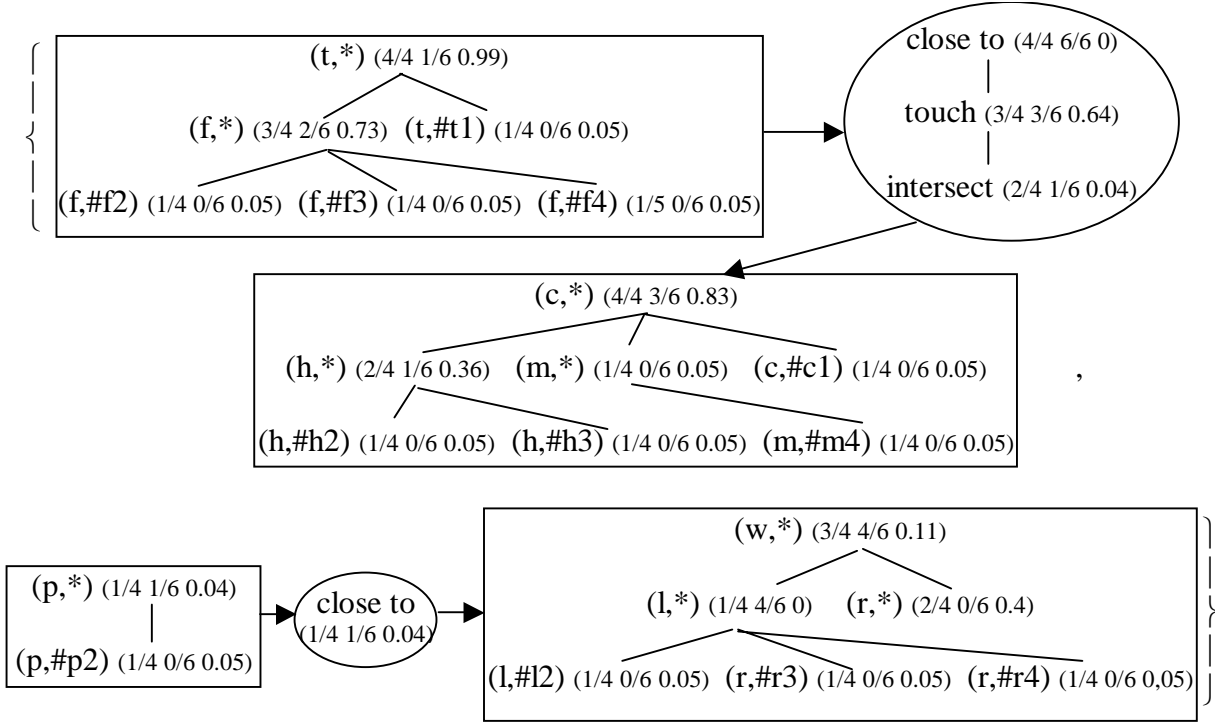 (t,*) (4/4 1/6 0.99)
(f,*) (3/4 2/6 0.73) (t,#t1) (1/4 0/6 0.05)
(f,#f2) (1/4 0/6 0.05) (f,#f3) (1/4 0/6 0.05) (f,#f4) (1/5 0/6 0.05)
close to (4/4 6/6 0)
touch (3/4 3/6 0.64)
intersect (2/4 1/6 0.04)
(c,*) (4/4 3/6 0.83)
(h,*) (2/4 1/6 0.36) (m,*) (1/4 0/6 0.05) (c,#c1) (1/4 0/6 0.05) ,
(h,#h2) (1/4 0/6 0.05) (h,#h3) (1/4 0/6 0.05) (m,#m4) (1/4 0/6 0.05)
(p,*) (1/4 1/6 0.04)
(p,#p2) (1/4 0/6 0.05)
close to
(1/4 1/6 0.04)
(w,*) (3/4 4/6 0.11)
(l,*) (1/4 4/6 0) (r,*) (2/4 0/6 0.4)
(l,#l2) (1/4 0/6 0.05) (r,#r3) (1/4 0/6 0.05) (r,#r4) (1/4 0/6 0,05)